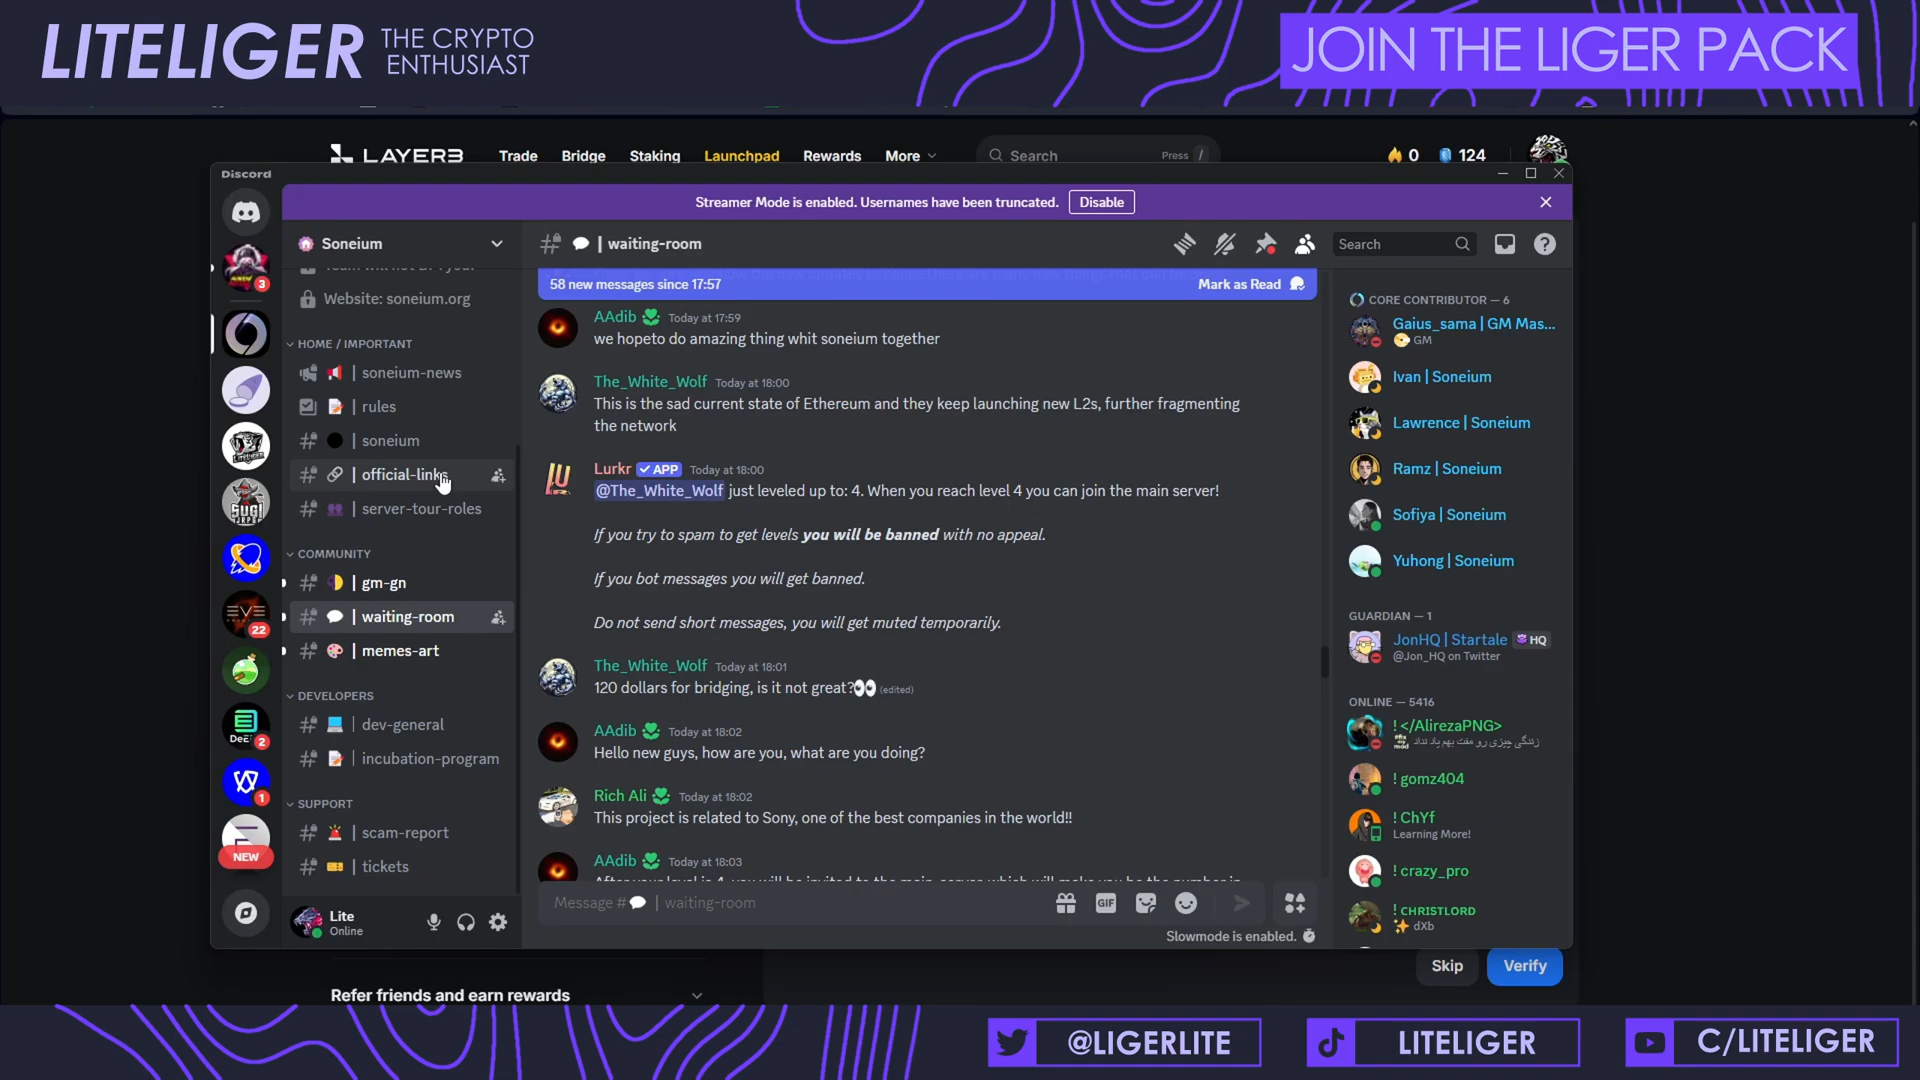 LITELIGER THE CRYPTO ENTHUSIAST
JOIN THE LIGER PACK
LAYER3 Trade Bridge Staking Launchpad Rewards More Search Press / 0 124
Discord
Streamer Mode is enabled. Usernames have been truncated. Disable
Soneium
Website: soneium.org
HOME / IMPORTANT
| soneium-news
| rules
| soneium
| official-links
| server-tour-roles
COMMUNITY
| gm-gn
| waiting-room
| memes-art
DEVELOPERS
| dev-general
| incubation-program
SUPPORT
| scam-report
| tickets
Lite
Online
3
LITELIGER
SUGI
EVE
22
DeE
2
1
NEW
| waiting-room
Search
58 new messages since 17:57 Mark as Read
AAdib Today at 17:59
we hopeto do amazing thing whit soneium together
The_White_Wolf Today at 18:00
This is the sad current state of Ethereum and they keep launching new L2s, further fragmenting
the network
Lurkr APP Today at 18:00
@The_White_Wolf just leveled up to: 4. When you reach level 4 you can join the main server!
If you try to spam to get levels you will be banned with no appeal.
If you bot messages you will get banned.
Do not send short messages, you will get muted temporarily.
The_White_Wolf Today at 18:01
120 dollars for bridging, is it not great?👀 (edited)
AAdib Today at 18:02
Hello new guys, how are you, what are you doing?
Rich Ali Today at 18:02
This project is related to Sony, one of the best companies in the world!!
AAdib Today at 18:03
Message # | waiting-room
GIF
Slowmode is enabled.
CORE CONTRIBUTOR — 6
Gaius_sama | GM Mas...
GM
Ivan | Soneium
Lawrence | Soneium
Ramz | Soneium
Sofiya | Soneium
Yuhong | Soneium
GUARDIAN — 1
JonHQ | Startale HQ
@Jon_HQ on Twitter
ONLINE — 5416
! </AlirezaPNG>
زندگی چیزی رو مفت بهم یاد نداد
! gomz404
! ChYf
Learning More!
! crazy_pro
! CHRISTLORD
dXb
Skip Verify
Refer friends and earn rewards
@LIGERLITE
LITELIGER
C/LITELIGER